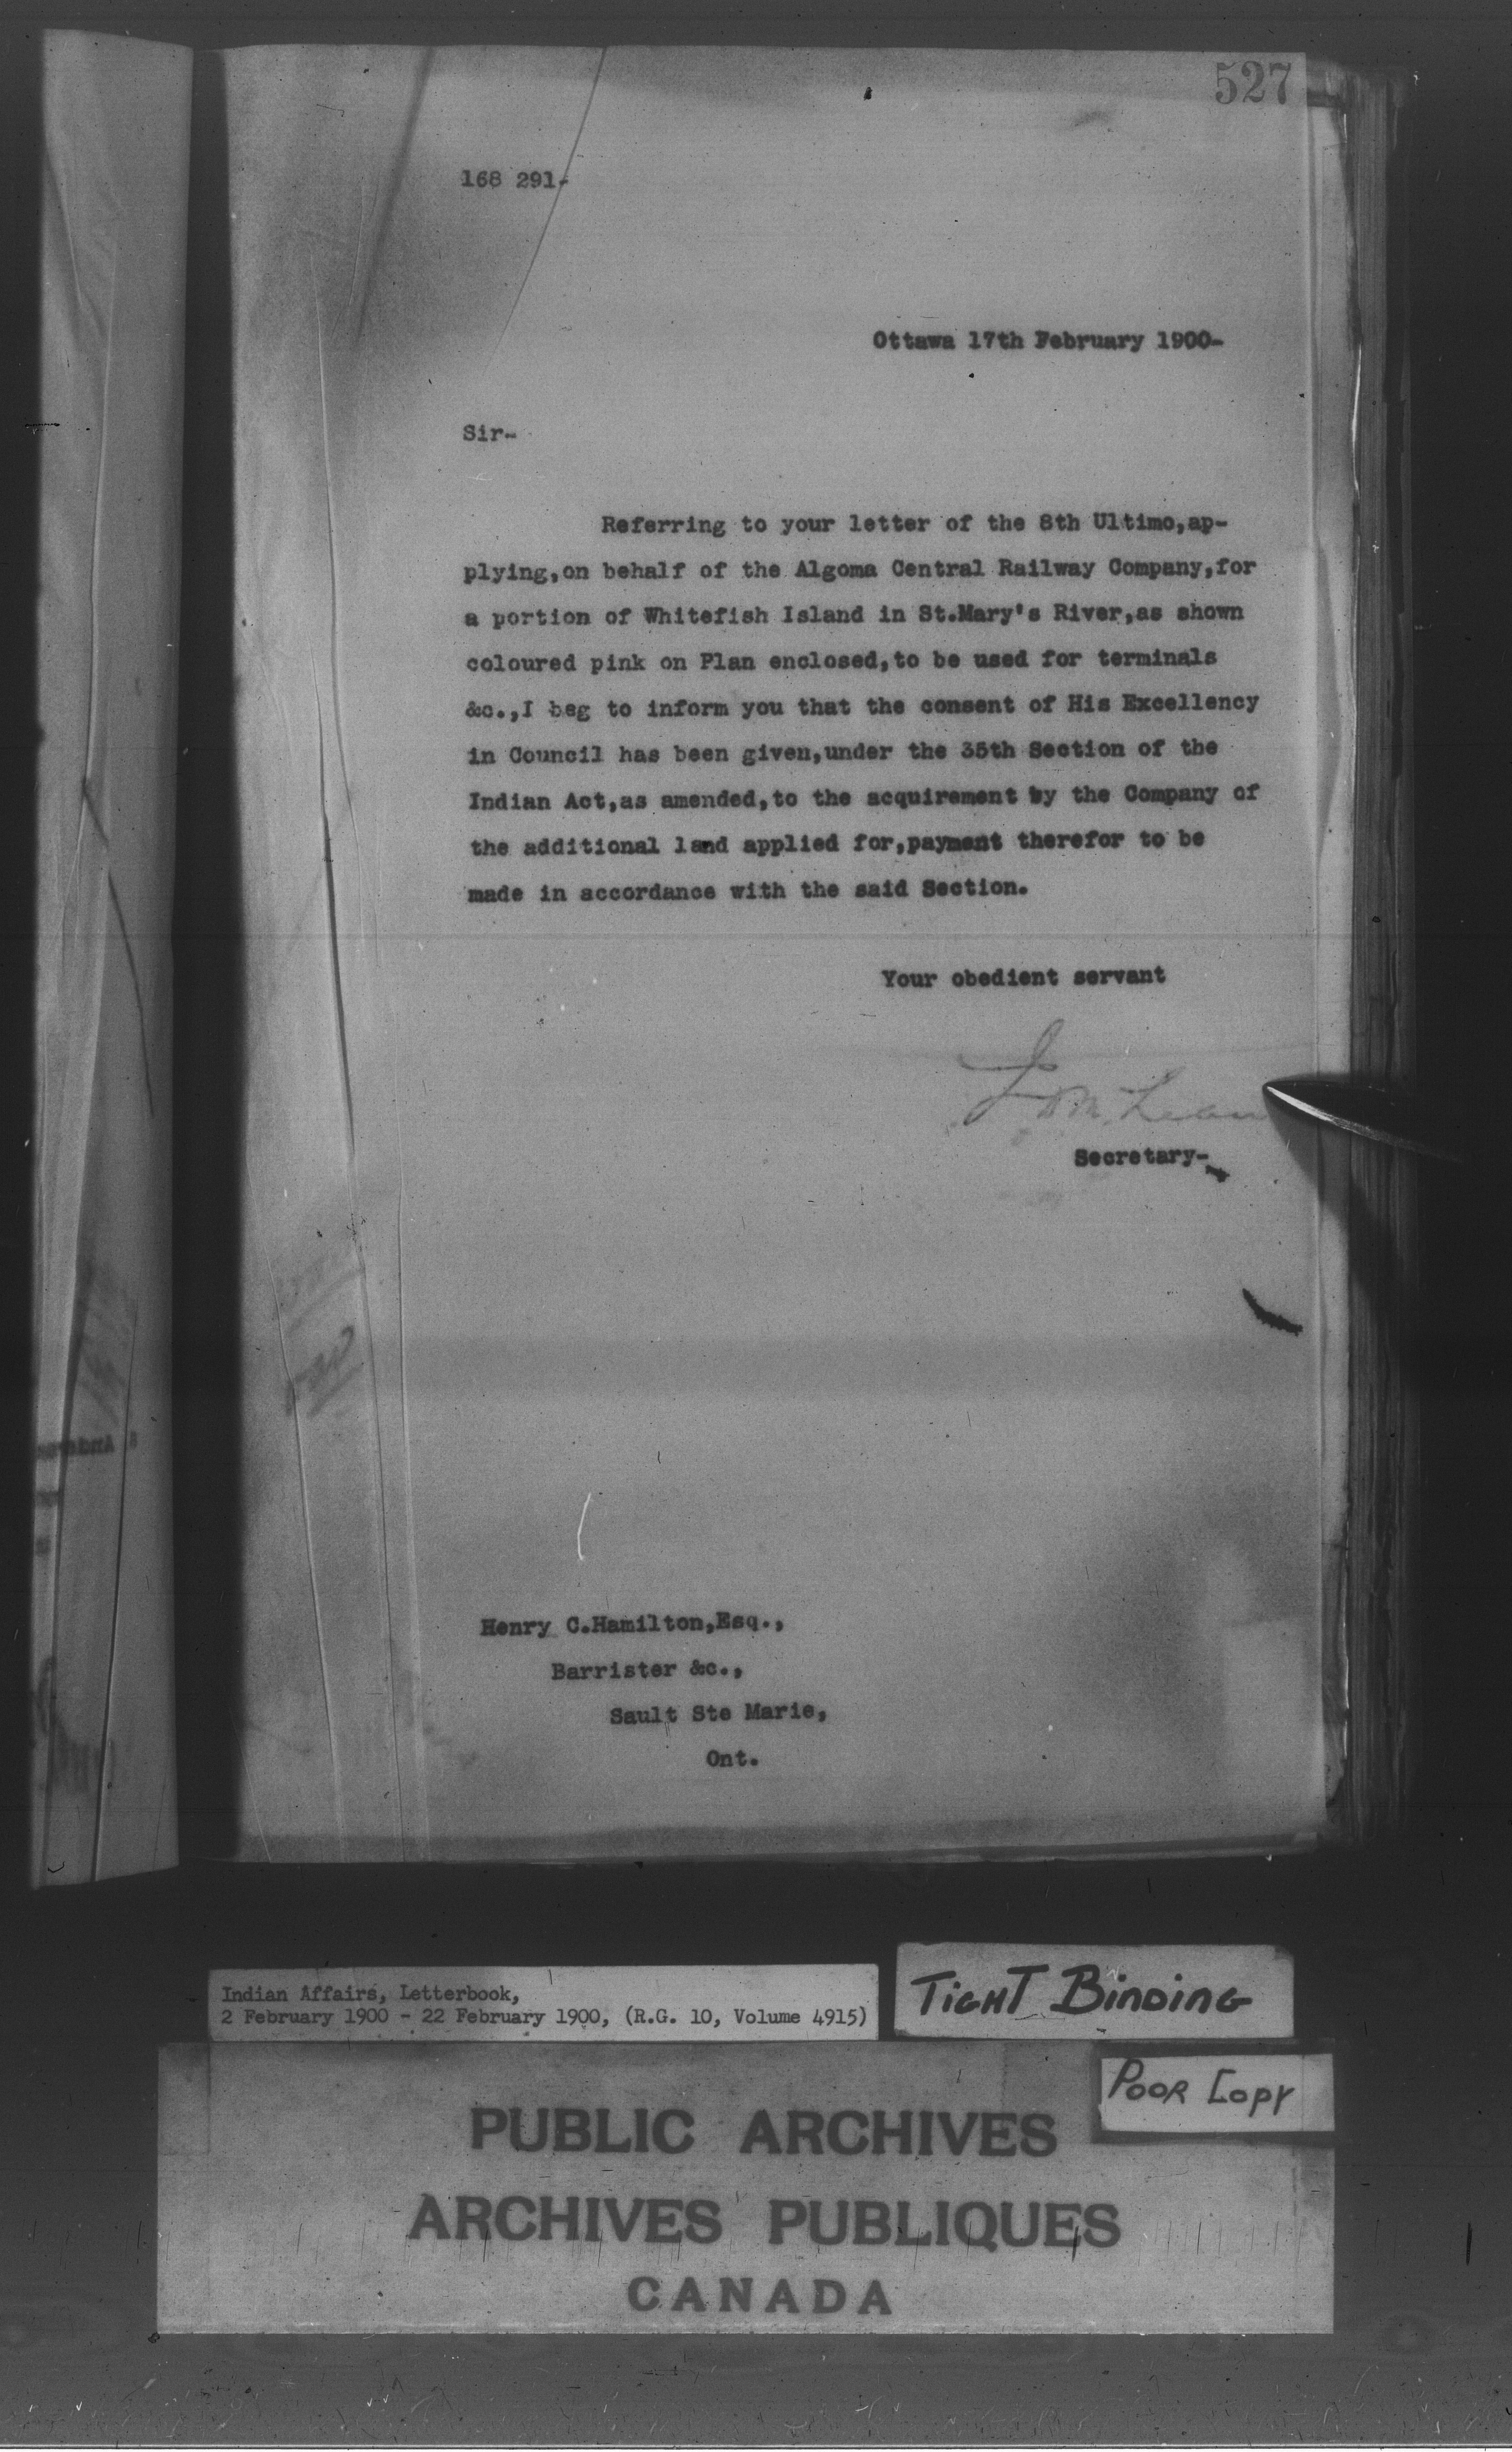 527
168 291-
Ottawa 17th February 1900-
Sir-
Referring to your letter of the 8th Ultimo,ap-
plying,on behalf of the Algoma Central Railway Company,for
a portion of Whitefish Island in St.Mary's River,as shown
coloured pink on Plan enclosed,to be used for terminals
&c.,I beg to inform you that the consent of His Excellency
in Council has been given,under the 35th Section of the
Indian Act,as amended,to the acquirement by the Company of
the additional land applied for,payment therefor to be
made in accordance with the said Section.
Your obedient servant
McLean
Secretary-
Henry C.Hamilton,Esq.,
Barrister &c.,
Sault Ste Marie,
Ont.
Indian Affairs, Letterbook,
2 February 1900 - 22 February 1900, (R.G. 10, Volume 4915)
TIGHT BINDING
POOR COPY
PUBLIC ARCHIVES
ARCHIVES PUBLIQUES
CANADA